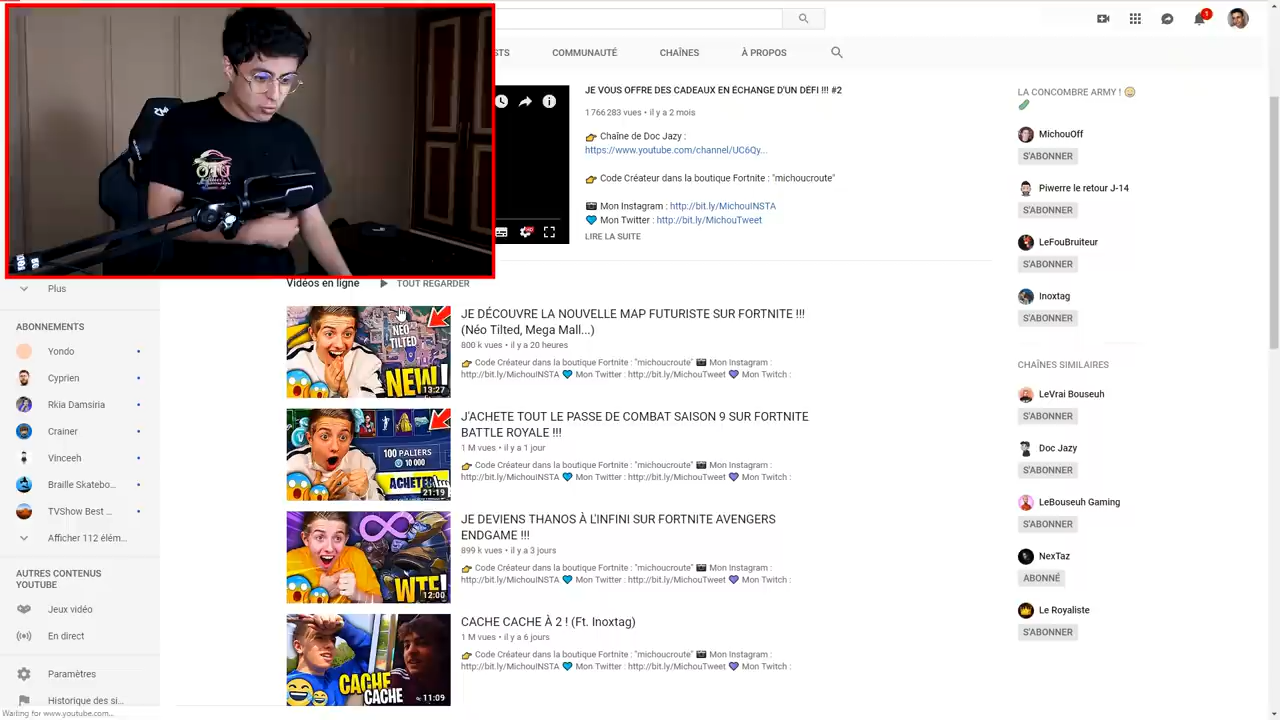 STS
COMMUNAUTÉ
CHAÎNES
À PROPOS
1
JE VOUS OFFRE DES CADEAUX EN ÉCHANGE D'UN DÉFI !!! #2
1 766 283 vues • il y a 2 mois
👉 Chaîne de Doc Jazy :
https://www.youtube.com/channel/UC6Qy...
👉 Code Créateur dans la boutique Fortnite : "michoucroute"
📷 Mon Instagram : http://bit.ly/MichouINSTA
💙 Mon Twitter : http://bit.ly/MichouTweet
LIRE LA SUITE
LA CONCOMBRE ARMY ! 😄
🥒
MichouOff
S'ABONNER
Piwerre le retour J-14
S'ABONNER
LeFouBruiteur
S'ABONNER
Inoxtag
S'ABONNER
CHAÎNES SIMILAIRES
LeVrai Bouseuh
S'ABONNER
Doc Jazy
S'ABONNER
LeBouseuh Gaming
S'ABONNER
NexTaz
ABONNÉ
Le Royaliste
S'ABONNER
Plus
ABONNEMENTS
Yondo
Cyprien
Rkia Damsiria
Crainer
Vinceeh
Braille Skatebo...
TVShow Best ...
Afficher 112 élém...
AUTRES CONTENUS
YOUTUBE
Jeux vidéo
En direct
Paramètres
Historique des si...
Waiting for www.youtube.com...
Vidéos en ligne
TOUT REGARDER
NÉO
TILTED
NEW!
13:27
JE DÉCOUVRE LA NOUVELLE MAP FUTURISTE SUR FORTNITE !!!
(Néo Tilted, Mega Mall...)
800 k vues • il y a 20 heures
👉 Code Créateur dans la boutique Fortnite : "michoucroute" 📷 Mon Instagram :
http://bit.ly/MichouINSTA 💙 Mon Twitter : http://bit.ly/MichouTweet 💜 Mon Twitch :
100 PALIERS
10 000
ACHETER
21:19
J'ACHETE TOUT LE PASSE DE COMBAT SAISON 9 SUR FORTNITE
BATTLE ROYALE !!!
1 M vues • il y a 1 jour
👉 Code Créateur dans la boutique Fortnite : "michoucroute" 📷 Mon Instagram :
http://bit.ly/MichouINSTA 💙 Mon Twitter : http://bit.ly/MichouTweet 💜 Mon Twitch :
WTF!
12:00
JE DEVIENS THANOS À L'INFINI SUR FORTNITE AVENGERS
ENDGAME !!!
899 k vues • il y a 3 jours
👉 Code Créateur dans la boutique Fortnite : "michoucroute" 📷 Mon Instagram :
http://bit.ly/MichouINSTA 💙 Mon Twitter : http://bit.ly/MichouTweet 💜 Mon Twitch :
CACHE
CACHE
11:09
CACHE CACHE À 2 ! (Ft. Inoxtag)
1 M vues • il y a 6 jours
👉 Code Créateur dans la boutique Fortnite : "michoucroute" 📷 Mon Instagram :
http://bit.ly/MichouINSTA 💙 Mon Twitter : http://bit.ly/MichouTweet 💜 Mon Twitch :